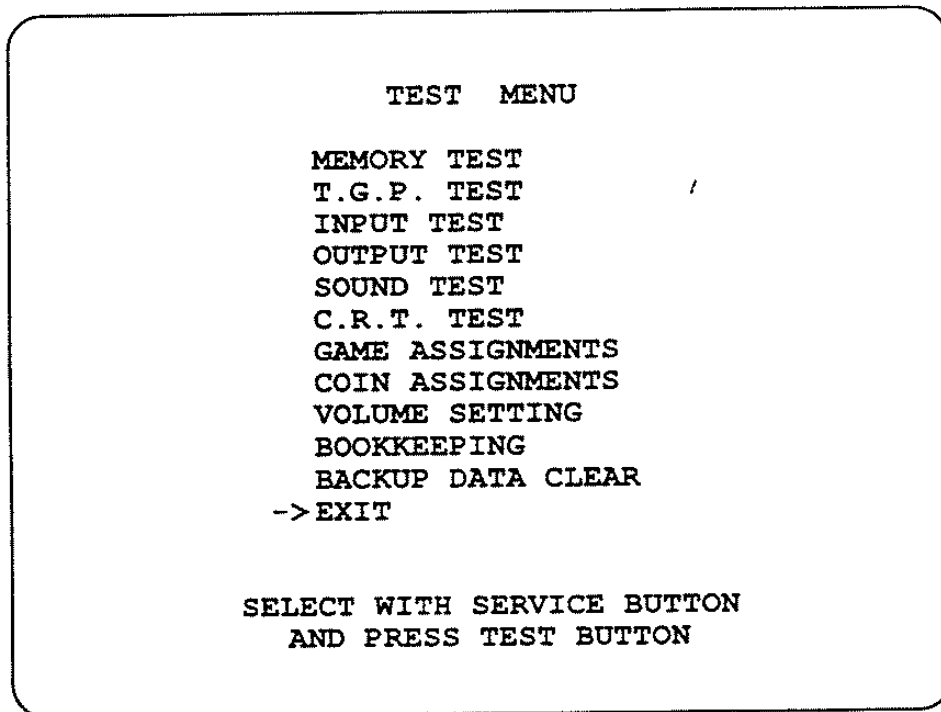 TEST MENU
MEMORY TEST
T.G.P. TEST
INPUT TEST
OUTPUT TEST
SOUND TEST
C.R.T. TEST
GAME ASSIGNMENTS
COIN ASSIGNMENTS
VOLUME SETTING
BOOKKEEPING
BACKUP DATA CLEAR
->EXIT
SELECT WITH SERVICE BUTTON
AND PRESS TEST BUTTON